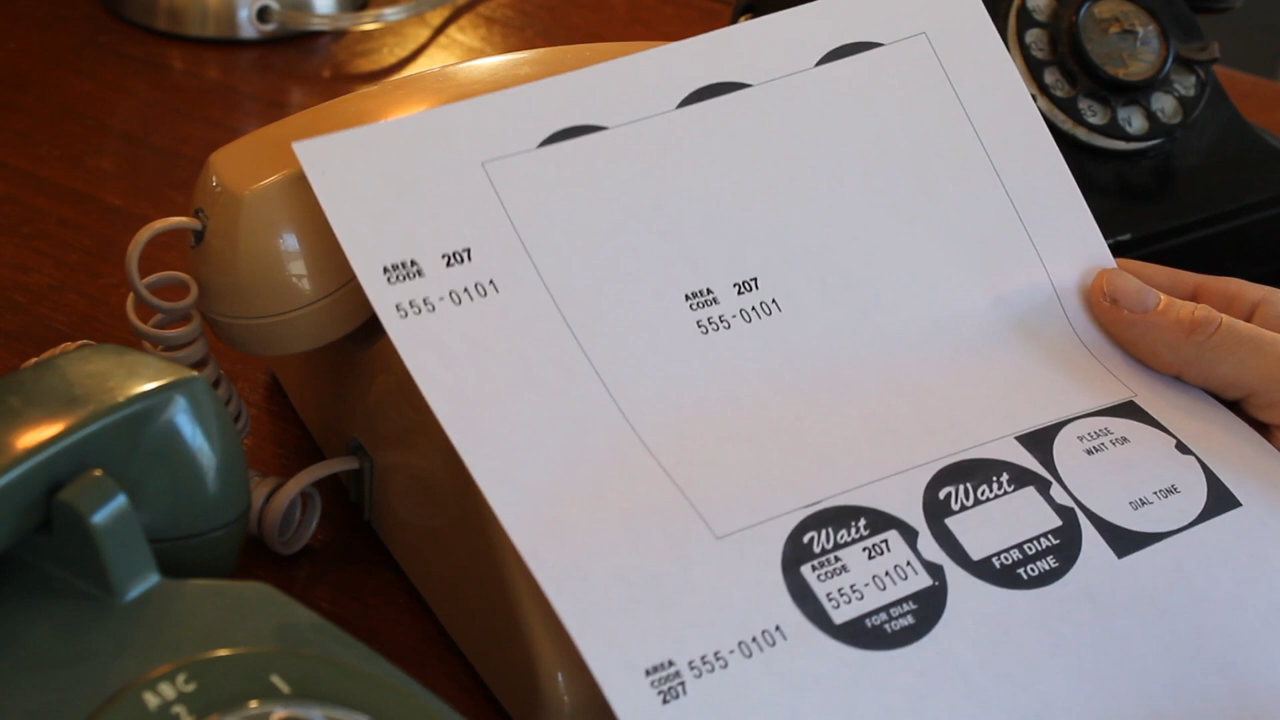 AREA
CODE 207
555-0101
AREA
CODE 207
555-0101
Wait
AREA
CODE 207
555-0101
FOR DIAL
TONE
Wait
FOR DIAL
TONE
PLEASE
WAIT FOR
DIAL TONE
AREA
CODE 555-0101
207
ABC
2
1